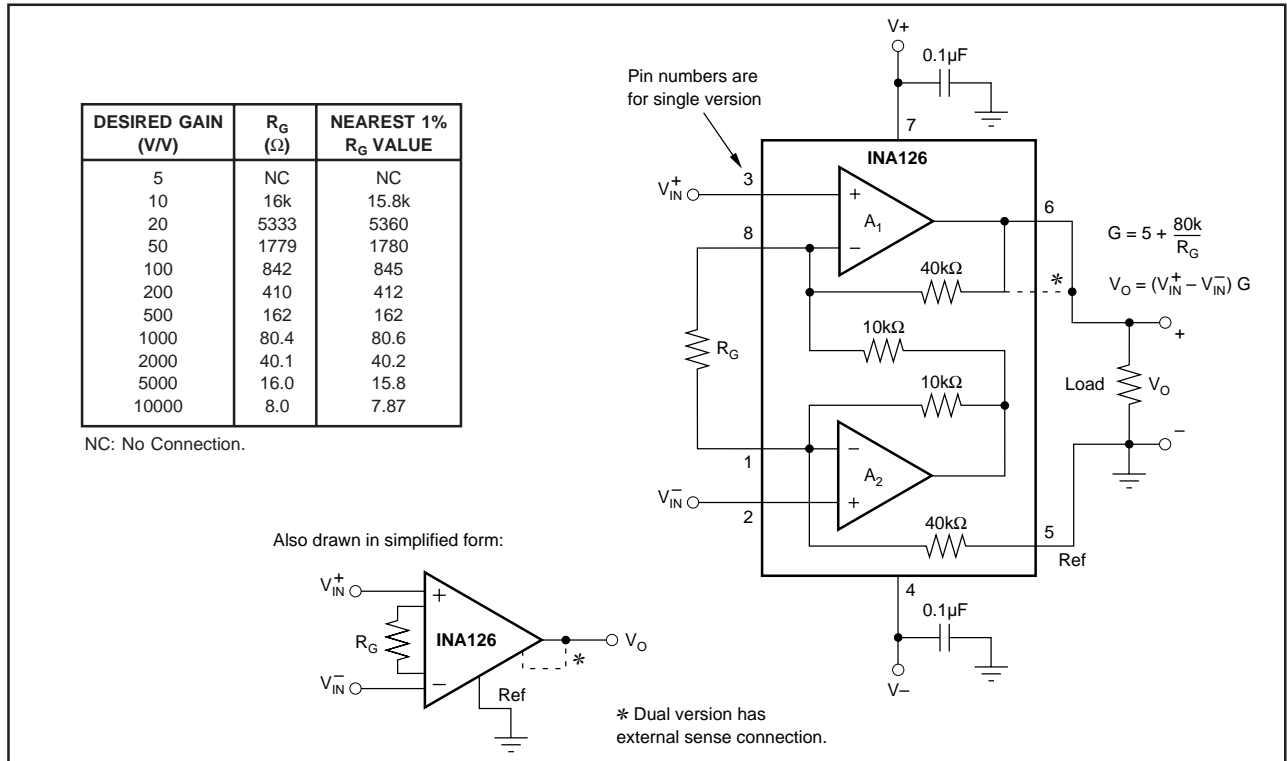 DESIRED GAIN (V/V) R_G (Ω) NEAREST 1% R_G VALUE
5 NC NC
10 16k 15.8k
20 5333 5360
50 1779 1780
100 842 845
200 410 412
500 162 162
1000 80.4 80.6
2000 40.1 40.2
5000 16.0 15.8
10000 8.0 7.87
NC: No Connection.
Pin numbers are
for single version
V+
0.1µF
7
INA126
3
V_IN^+
+
A_1
–
8
6
40kΩ
*
10kΩ
R_G
10kΩ
1
–
A_2
+
V_IN^–
2
40kΩ
5
Ref
4
0.1µF
V–
G = 5 + 80k/R_G
V_O = (V_IN^+ – V_IN^–) G
+
Load
V_O
–
Also drawn in simplified form:
V_IN^+
+
R_G
INA126
V_O
*
V_IN^–
–
Ref
* Dual version has
external sense connection.